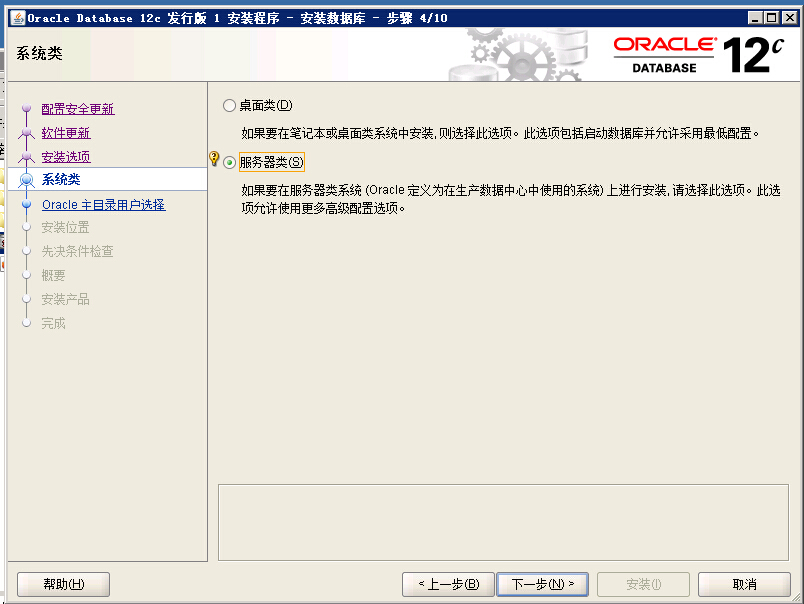 Oracle Database 12c 发行版 1 安装程序 - 安装数据库 - 步骤 4/10
系统类
ORACLE®
DATABASE
12c
配置安全更新
软件更新
安装选项
系统类
Oracle 主目录用户选择
安装位置
先决条件检查
概要
安装产品
完成
桌面类(D)
如果要在笔记本或桌面类系统中安装,则选择此选项。此选项包括启动数据库并允许采用最低配置。
服务器类(S)
如果要在服务器类系统 (Oracle 定义为在生产数据中心中使用的系统) 上进行安装,请选择此选项。此选
项允许使用更多高级配置选项。
帮助(H)
< 上一步(B)
下一步(N) >
安装(I)
取消